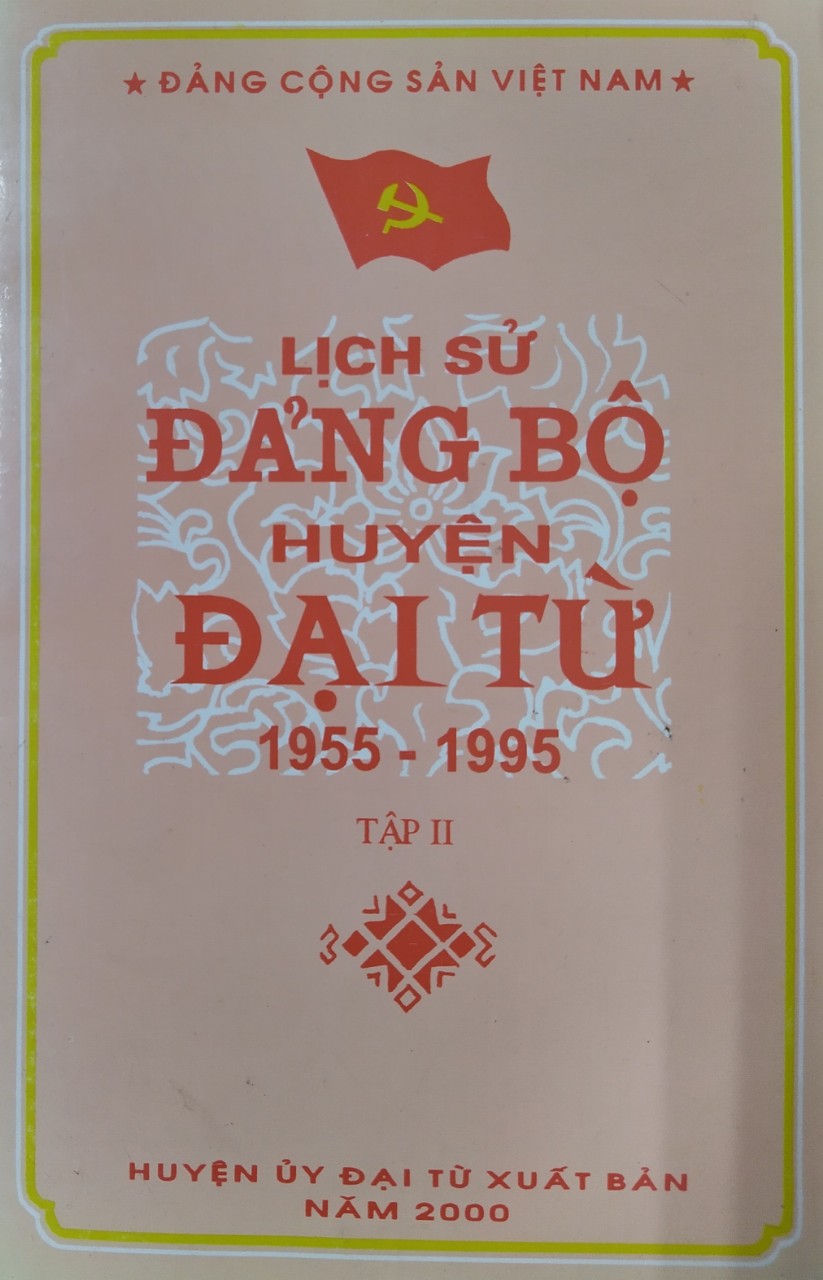 ★ ĐẢNG CỘNG SẢN VIỆT NAM ★
LỊCH SỬ
ĐẢNG BỘ
HUYỆN
ĐẠI TỪ
1955 - 1995
TẬP II
HUYỆN ỦY ĐẠI TỪ XUẤT BẢN
NĂM 2000